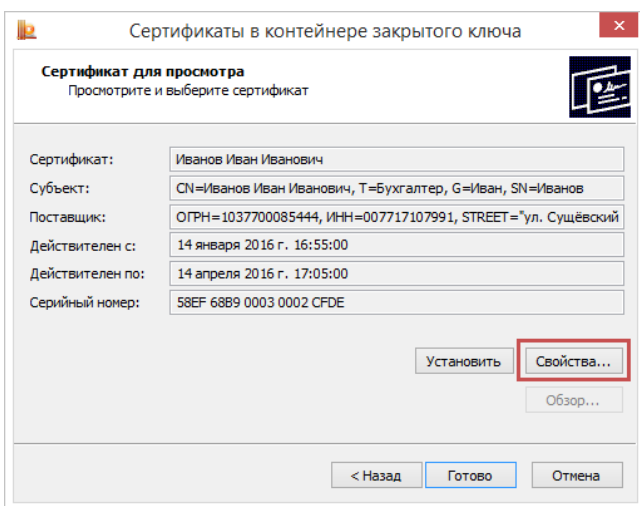 Сертификаты в контейнере закрытого ключа
Сертификат для просмотра
Просмотрите и выберите сертификат
Сертификат: Иванов Иван Иванович
Субъект: CN=Иванов Иван Иванович, T=Бухгалтер, G=Иван, SN=Иванов
Поставщик: ОГРН=1037700085444, ИНН=007717107991, STREET="ул. Сущёвский
Действителен с: 14 января 2016 г. 16:55:00
Действителен по: 14 апреля 2016 г. 17:05:00
Серийный номер: 58EF 68B9 0003 0002 CFDE
Установить Свойства...
Обзор...
< Назад Готово Отмена